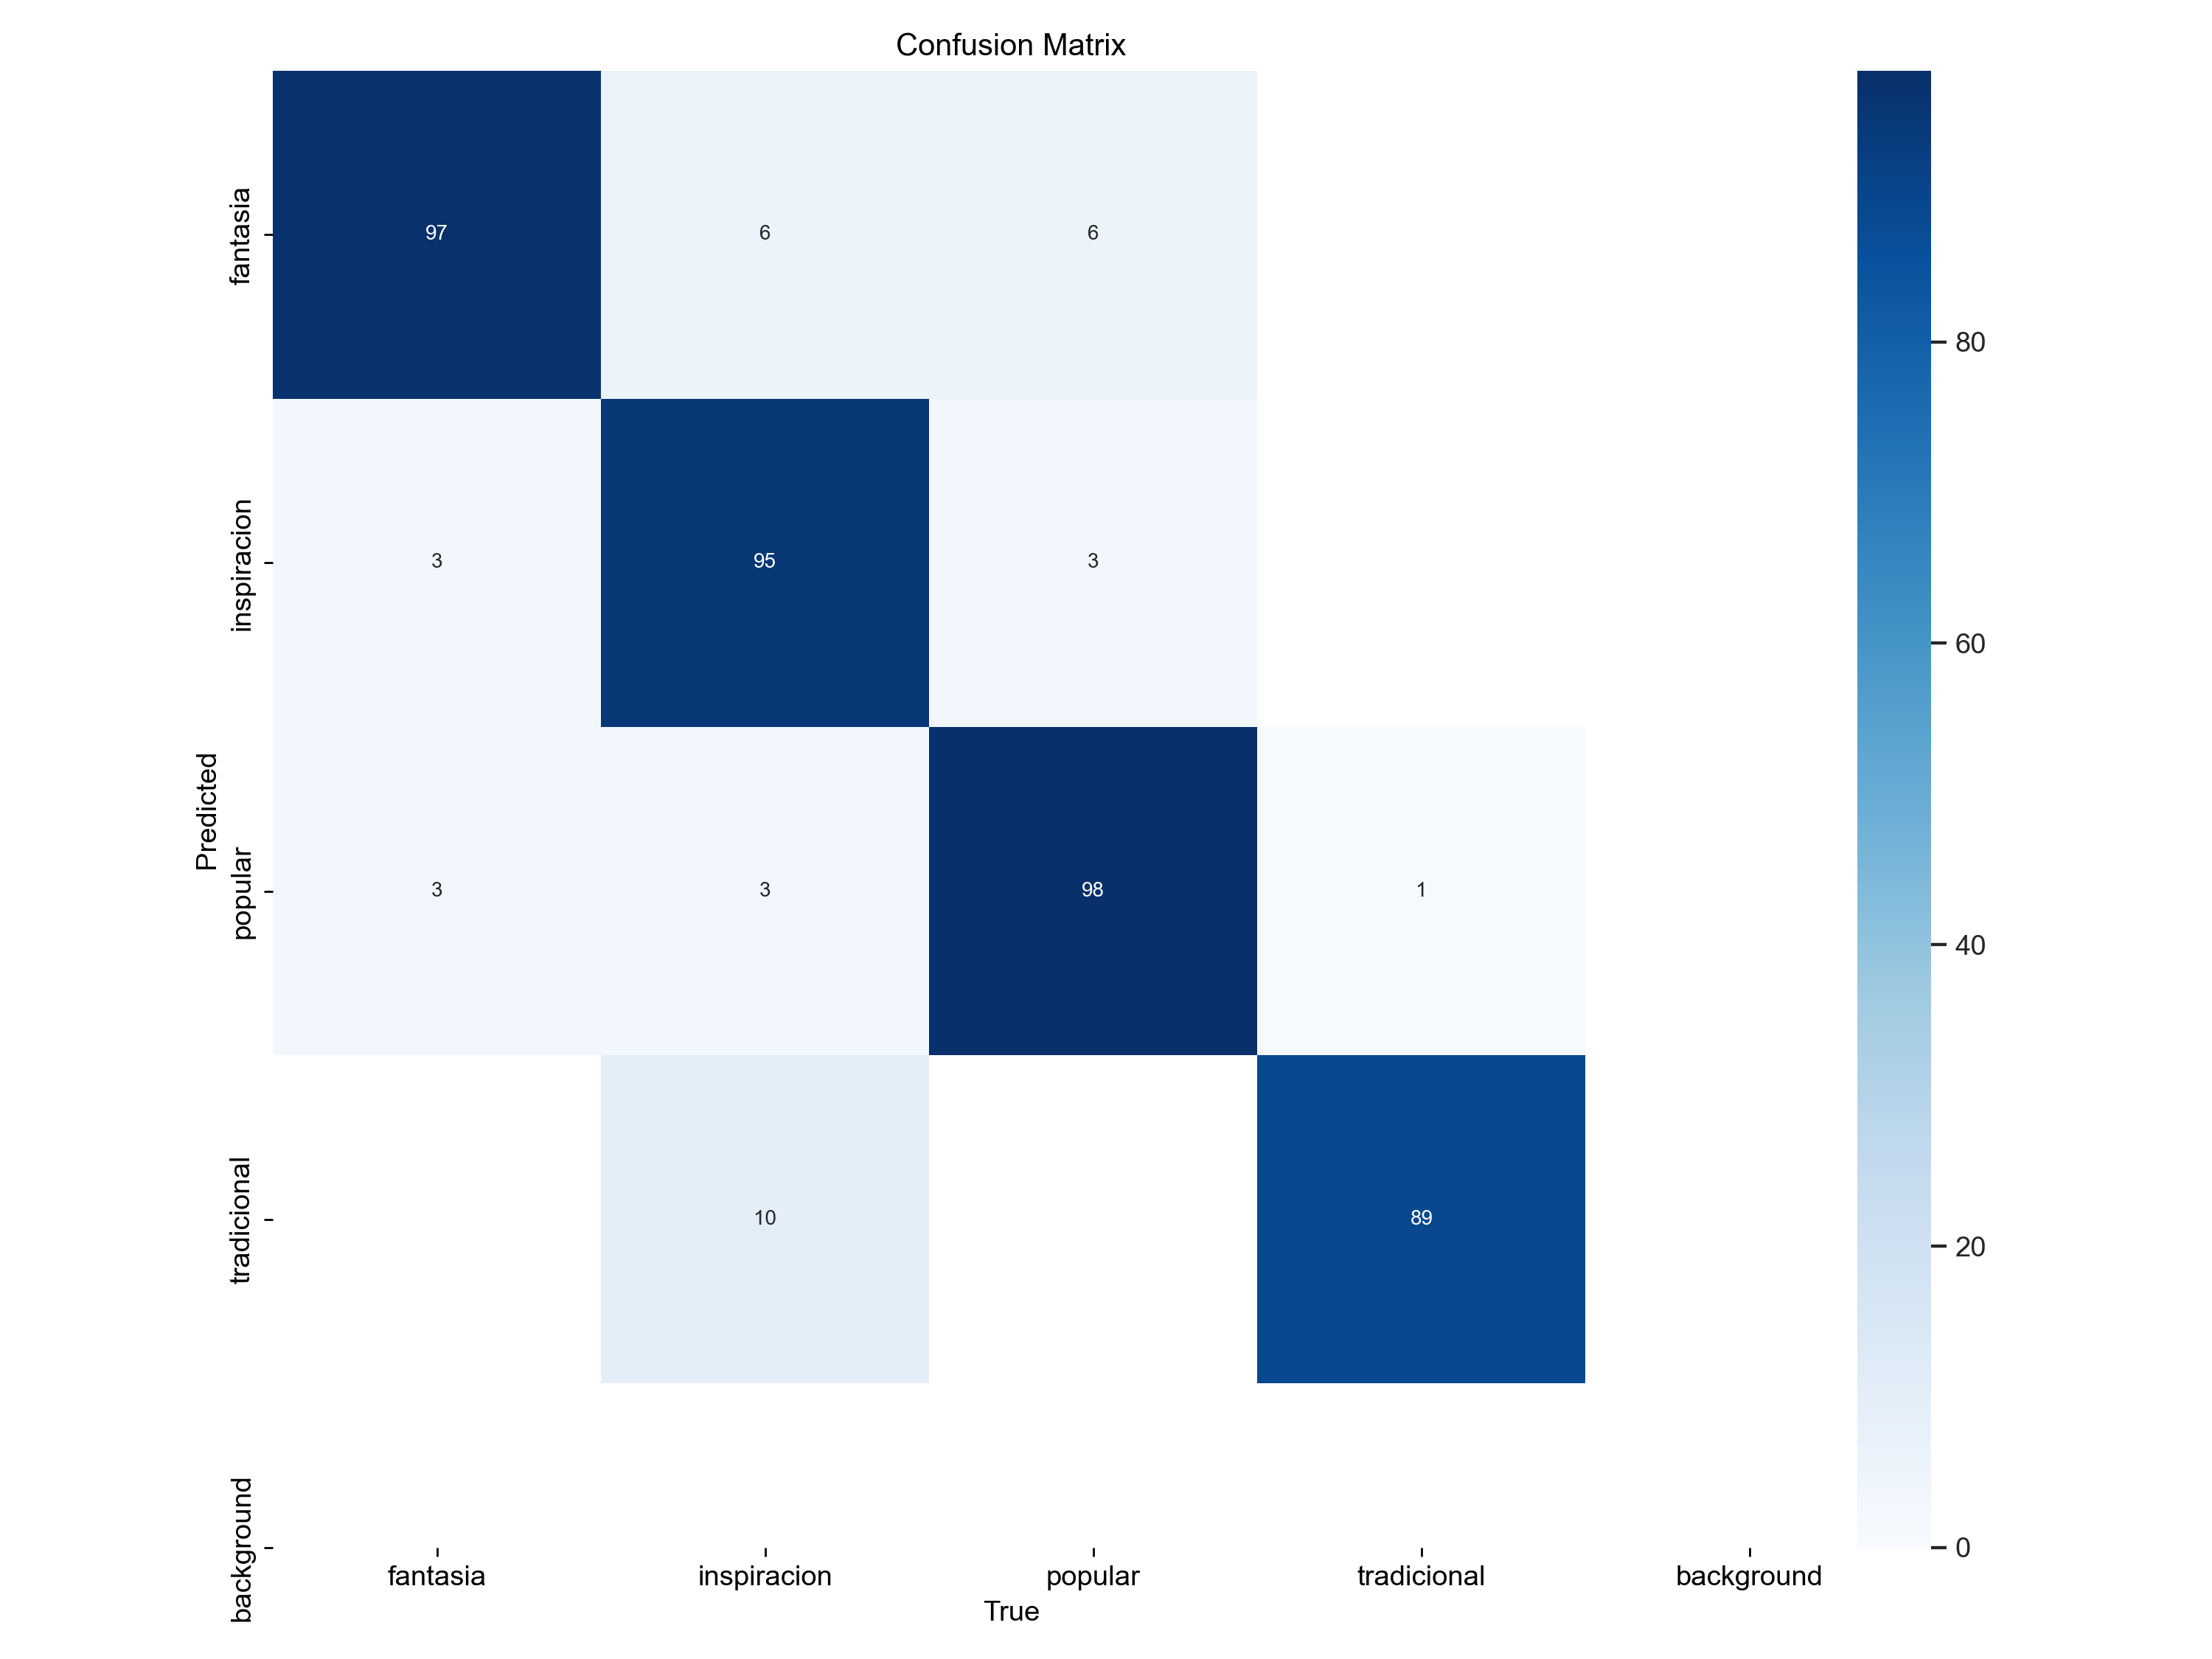 Confusion Matrix
fantasia
97
6
6
inspiracion
3
95
3
popular
3
3
98
1
tradicional
10
89
background
Predicted
fantasia
inspiracion
popular
tradicional
background
True
80
60
40
20
0